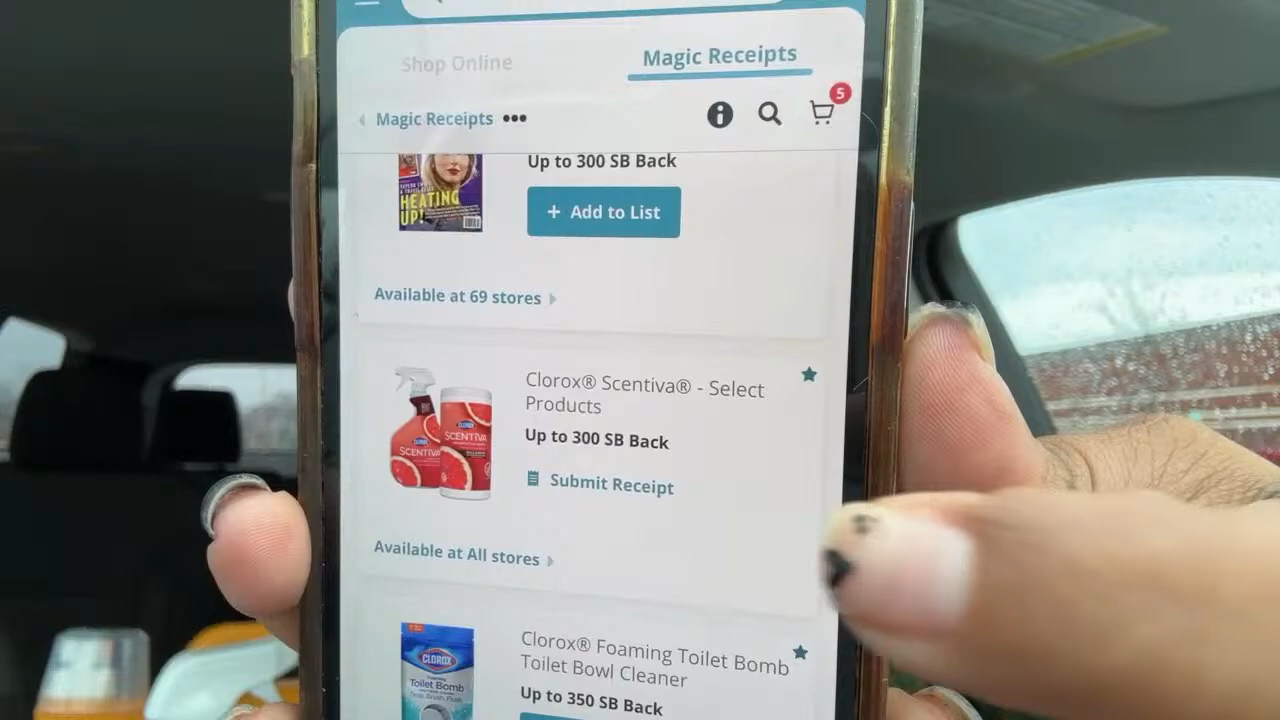 Shop Online
Magic Receipts
Magic Receipts •••
5
Up to 300 SB Back
HEATING
UP!
+ Add to List
Available at 69 stores
Clorox® Scentiva® - Select
Products
Up to 300 SB Back
Submit Receipt
CLOROX
SCENTIVA
SCENTIVA
Available at All stores
Clorox® Foaming Toilet Bomb
Toilet Bowl Cleaner
Up to 350 SB Back
CLOROX
Foaming
Toilet Bomb